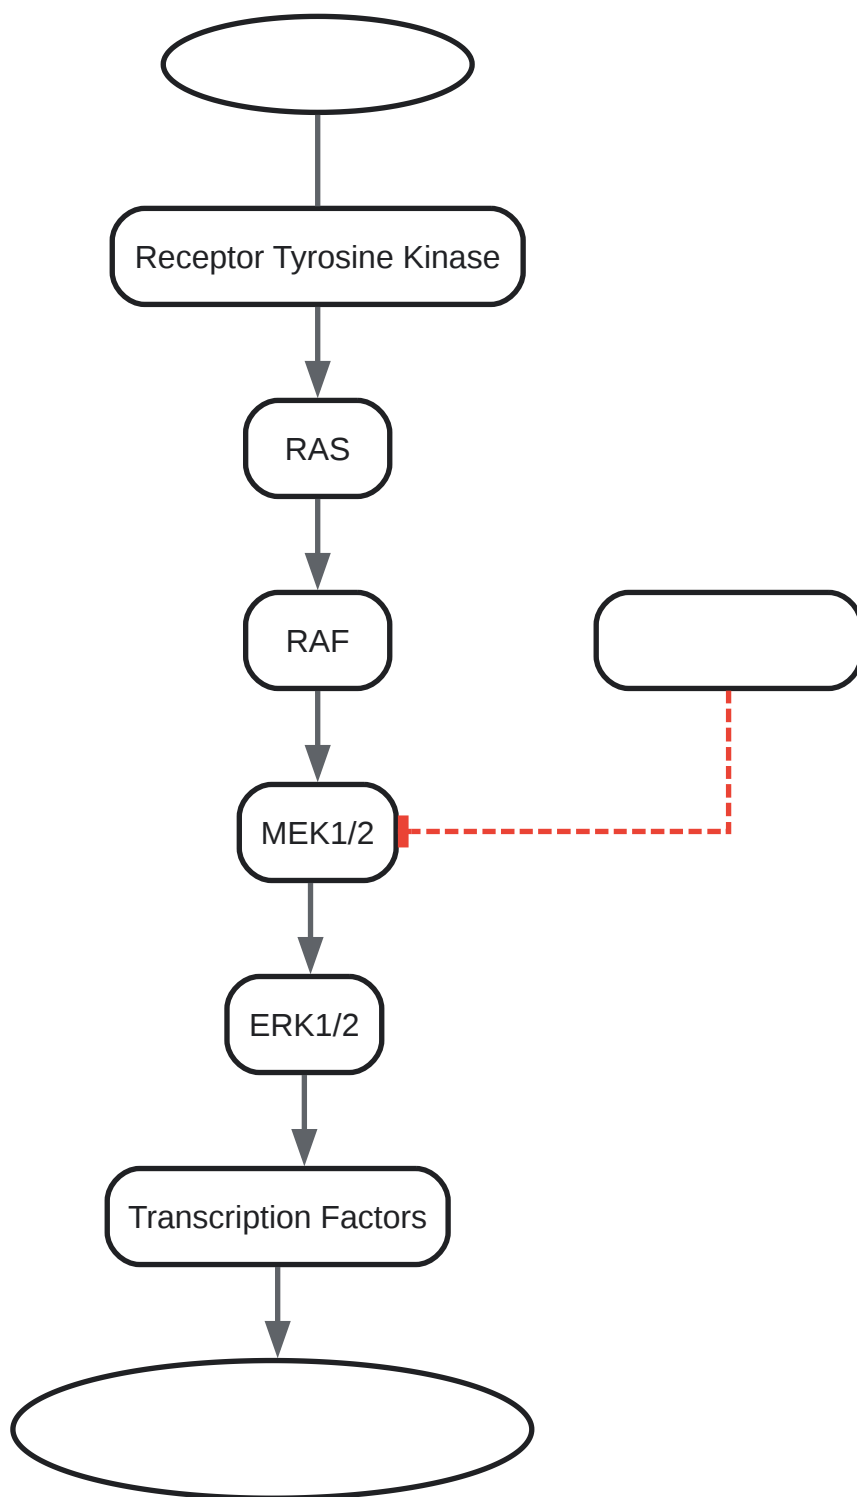 Receptor Tyrosine Kinase
RAS
RAF
MEK1/2
ERK1/2
Transcription Factors